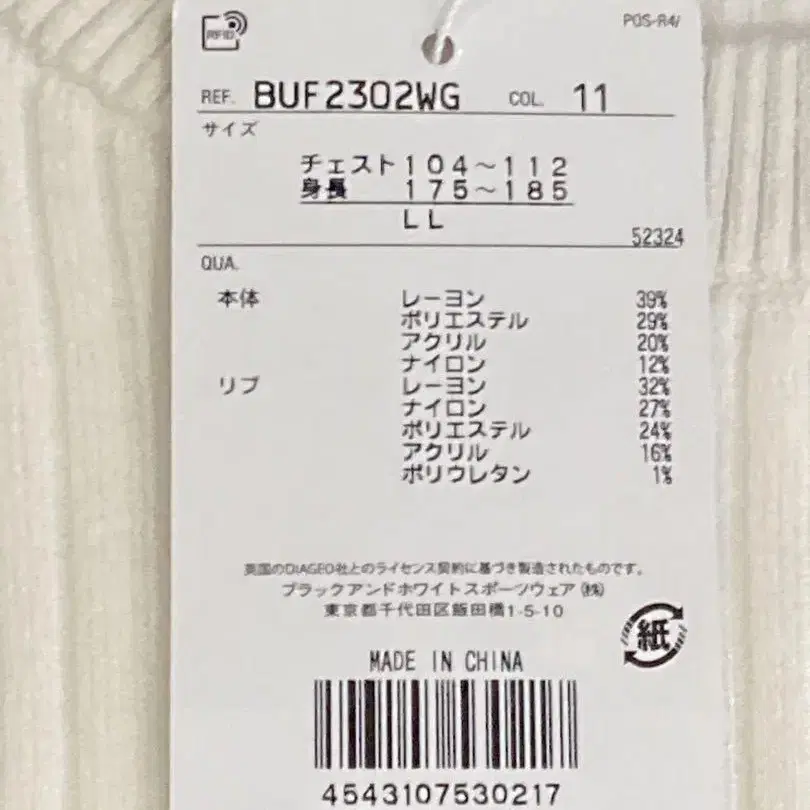 RFID
POS-R4/
REF. BUF2302WG COL. 11
サイズ
チェスト104～112
身長 175～185
LL
52324
QUA.
本体 レーヨン 39%
ポリエステル 29%
アクリル 20%
ナイロン 12%
リブ レーヨン 32%
ナイロン 27%
ポリエステル 24%
アクリル 16%
ポリウレタン 1%
英国のDIAGEO社とのライセンス契約に基づき製造されたものです。
ブラックアンドホワイトスポーツウェア(株)
東京都千代田区飯田橋1-5-10
紙
MADE IN CHINA
4543107530217